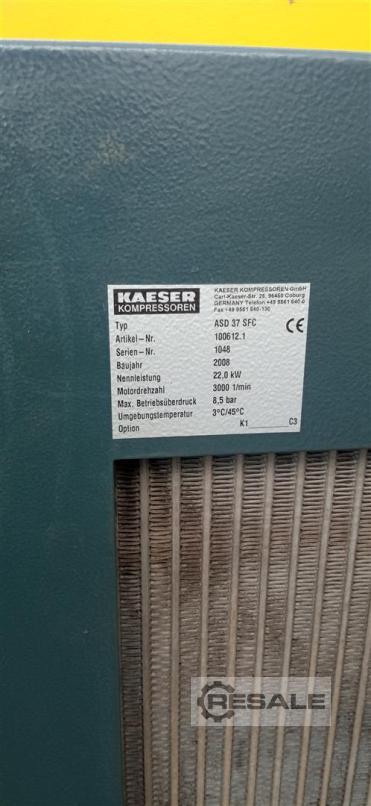 KAESER
KOMPRESSOREN
KAESER KOMPRESSOREN GmbH
Carl-Kaeser-Str. 26, 96450 Coburg
GERMANY Telefon +49 9561 640-0
Fax +49 9561 640-130
Typ ASD 37 SFC CE
Artikel-Nr. 100612.1
Serien-Nr. 1048
Baujahr 2008
Nennleistung 22.0 kW
Motordrehzahl 3000 1/min
Max. Betriebsüberdruck 8,5 bar
Umgebungstemperatur 3°C/45°C
Option K1 C3
RESALE